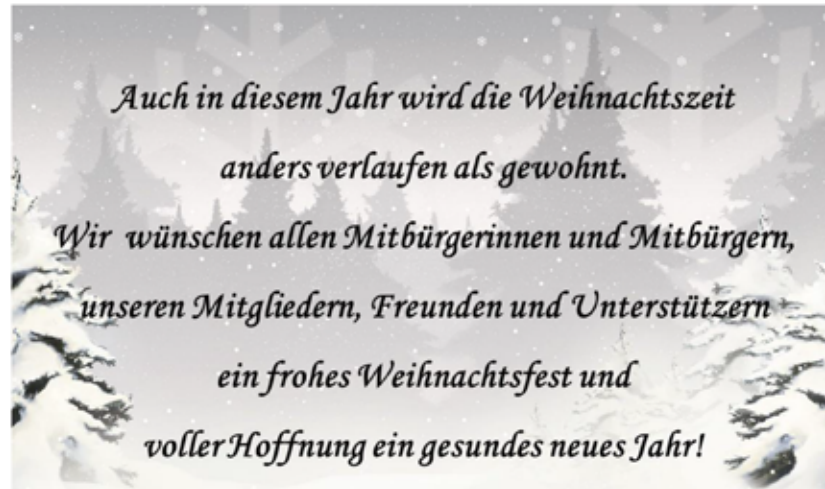 Auch in diesem Jahr wird die Weihnachtszeit
anders verlaufen als gewohnt.
Wir wünschen allen Mitbürgerinnen und Mitbürgern,
unseren Mitgliedern, Freunden und Unterstützern
ein frohes Weihnachtsfest und
voller Hoffnung ein gesundes neues Jahr!